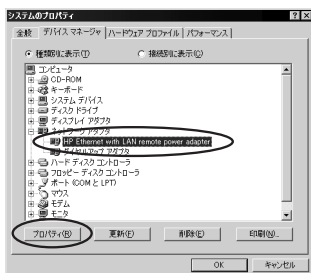 システムのプロパティ
全般 デバイス マネージャ ハードウェア プロファイル パフォーマンス
種類別に表示(T) 接続別に表示(C)
コンピュータ
CD-ROM
キーボード
システム デバイス
ディスク ドライブ
ディスプレイ アダプタ
ネットワーク アダプタ
HP Ethernet with LAN remote power adapter
ダイヤルアップ アダプタ
ハード ディスク コントローラ
フロッピー ディスク コントローラ
ポート (COM と LPT)
マウス
モデム
モニタ
プロパティ(R) 更新(F) 削除(E) 印刷(N)...
OK キャンセル